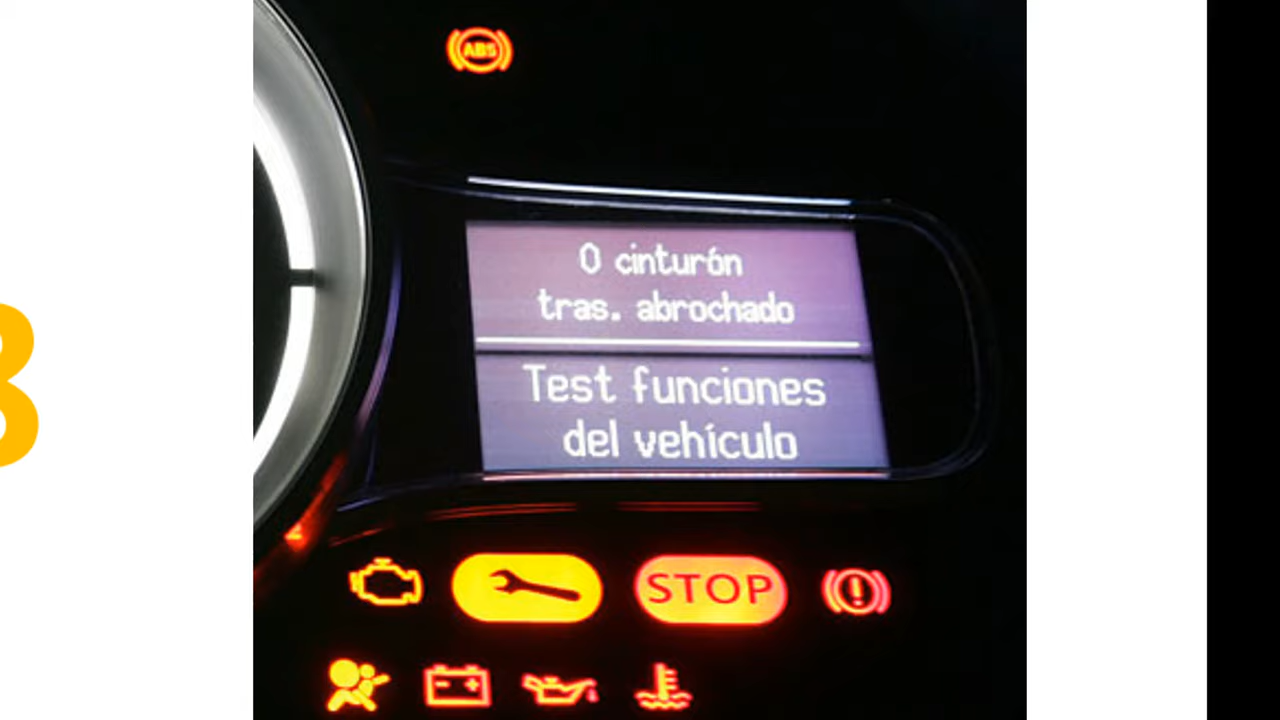 ABS
0 cinturón
tras. abrochado
Test funciones
del vehículo
STOP